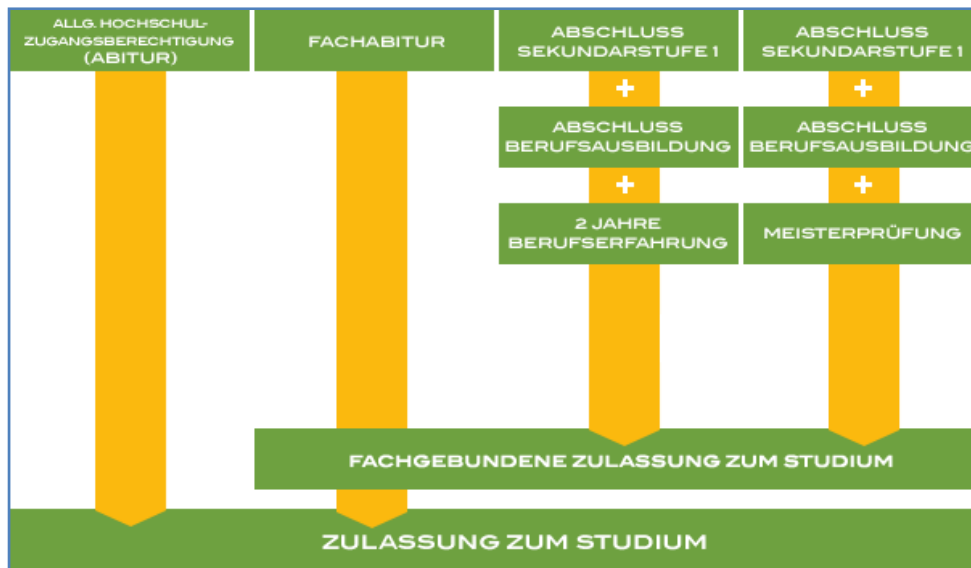 ALLG. HOCHSCHUL-
ZUGANGSBERECHTIGUNG
(ABITUR)
FACHABITUR
ABSCHLUSS
SEKUNDARSTUFE 1
+
ABSCHLUSS
BERUFSAUSBILDUNG
+
2 JAHRE
BERUFSERFAHRUNG
ABSCHLUSS
SEKUNDARSTUFE 1
+
ABSCHLUSS
BERUFSAUSBILDUNG
+
MEISTERPRÜFUNG
FACHGEBUNDENE ZULASSUNG ZUM STUDIUM
ZULASSUNG ZUM STUDIUM